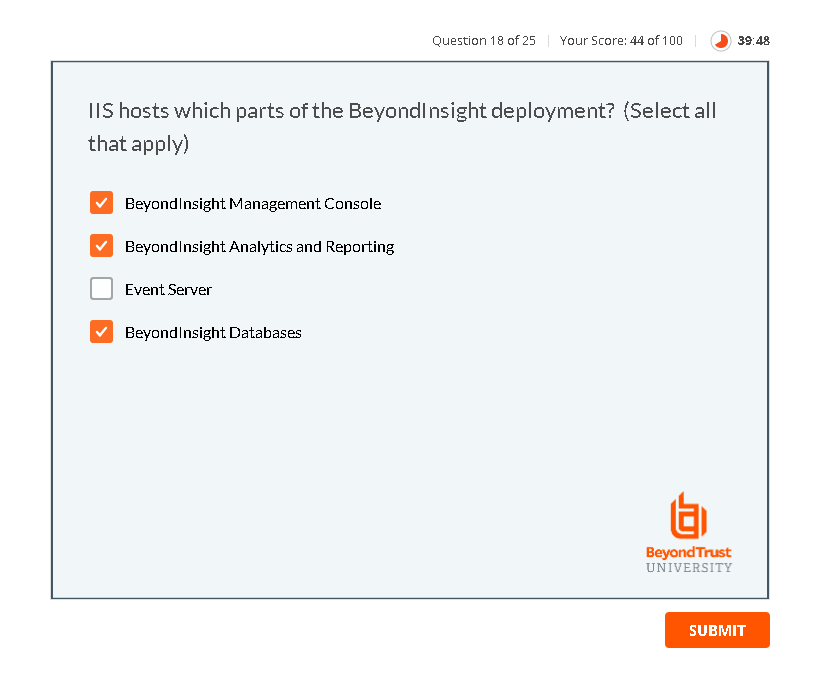 Question 18 of 25 | Your Score: 44 of 100 | 39:48
IIS hosts which parts of the BeyondInsight deployment? (Select all
that apply)
BeyondInsight Management Console
BeyondInsight Analytics and Reporting
Event Server
BeyondInsight Databases
BeyondTrust
UNIVERSITY
SUBMIT